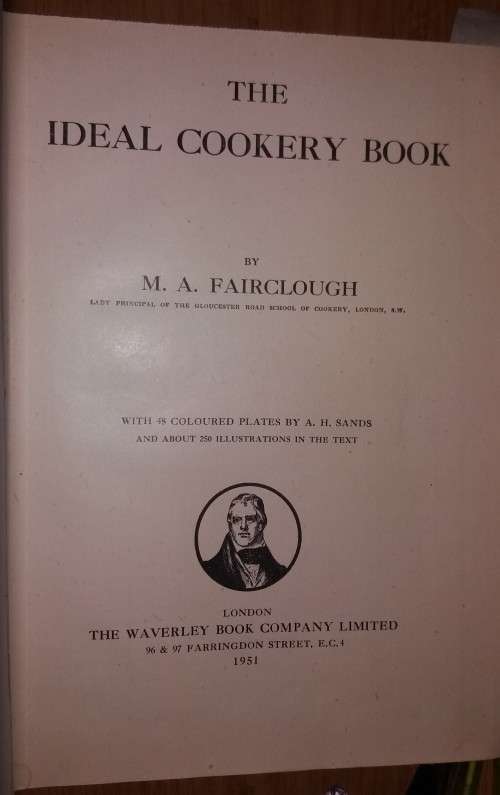 THE
IDEAL COOKERY BOOK
BY
M. A. FAIRCLOUGH
LADY PRINCIPAL OF THE GLOUCESTER ROAD SCHOOL OF COOKERY, LONDON, S.W.
WITH 48 COLOURED PLATES BY A. H. SANDS
AND ABOUT 250 ILLUSTRATIONS IN THE TEXT
LONDON
THE WAVERLEY BOOK COMPANY LIMITED
96 & 97 FARRINGDON STREET, E.C.4
1951